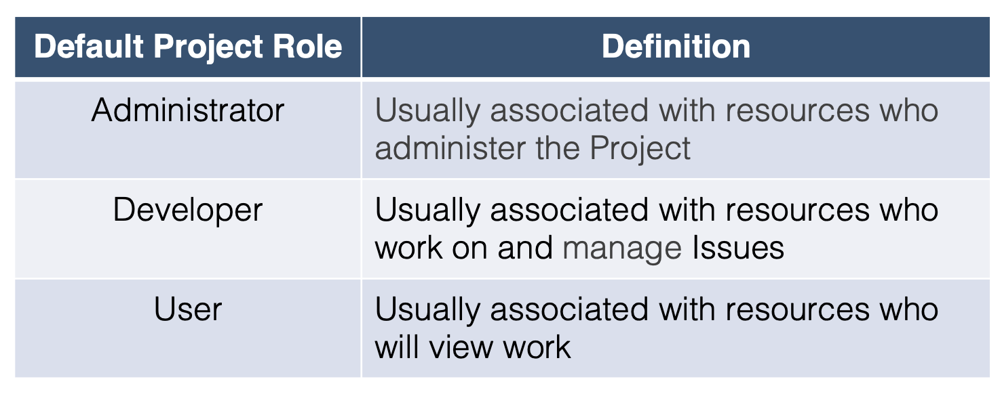 Default Project Role
Definition
Administrator
Usually associated with resources who
administer the Project
Developer
Usually associated with resources who
work on and manage Issues
User
Usually associated with resources who
will view work